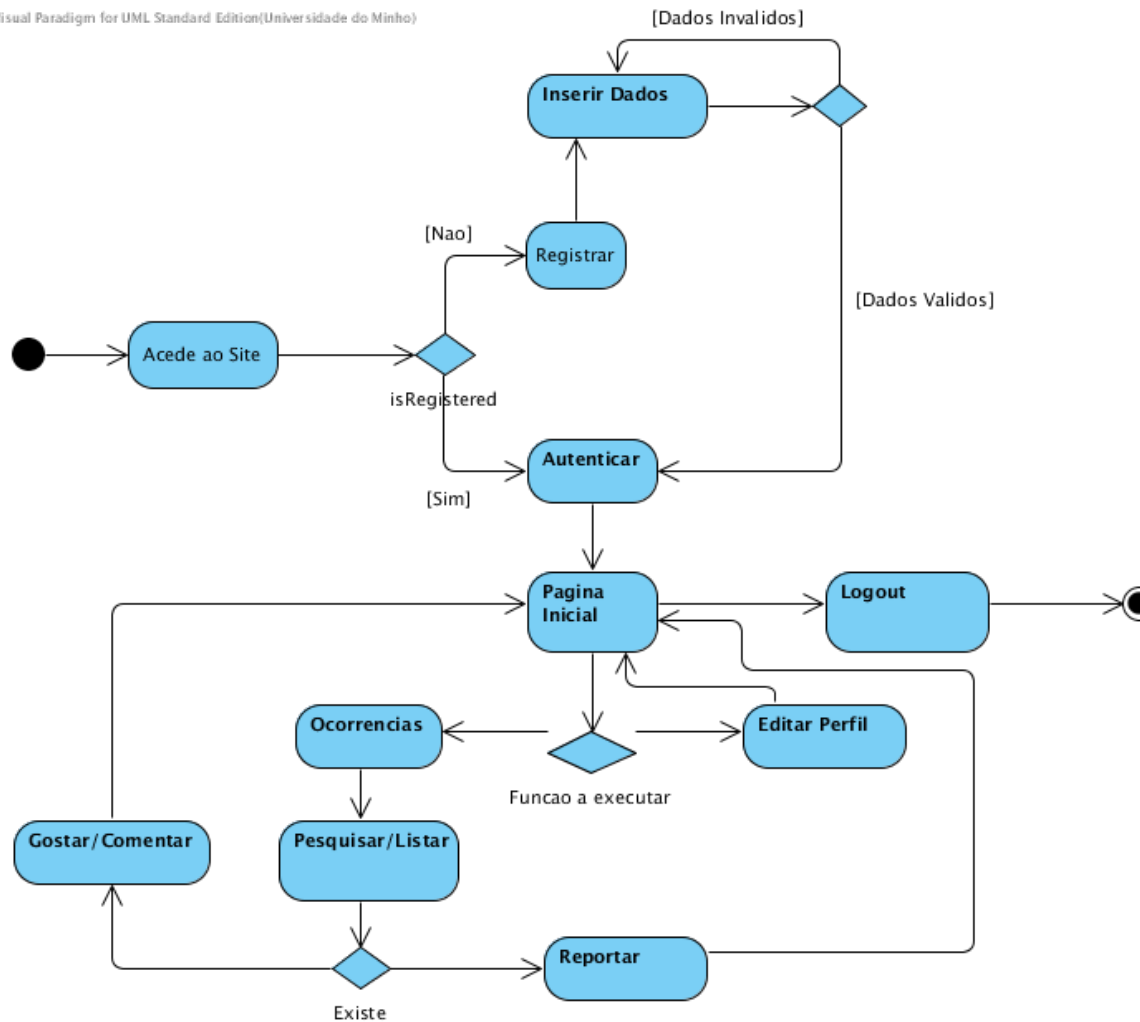 isual Paradigm for UML Standard Edition(Universidade do Minho)
[Dados Invalidos]
Inserir Dados
[Nao]
Registrar
[Dados Validos]
Acede ao Site
isRegistered
Autenticar
[Sim]
Pagina
Inicial
Logout
Ocorrencias
Editar Perfil
Funcao a executar
Gostar/Comentar
Pesquisar/Listar
Reportar
Existe